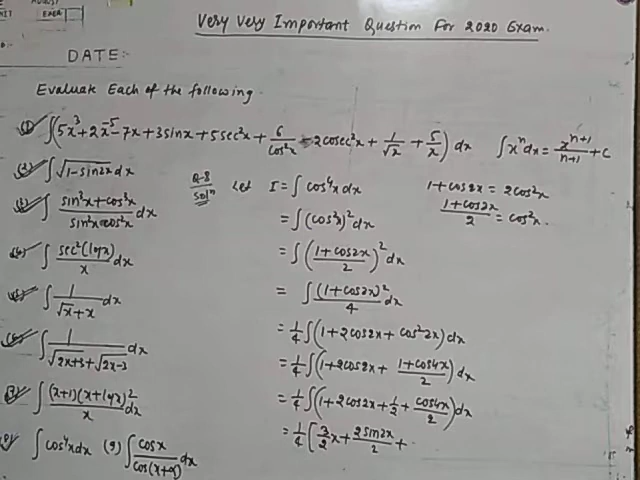 AUGUST
Very Very Important Question For 2020 Exam.
DATE:-
Evaluate Each of the following.
(1) ∫(5x³+2x⁻⁵-7x+3sinx+5sec²x+6/cos²x-2cosec²x+1/√x+5/x)dx ∫xⁿdx=xⁿ⁺¹/n+1+c
(2) ∫√1-sin2x dx
(3) ∫ sin³x+cos³x/sin²x cos²x dx
(4) ∫ sec²(logx)/x dx
(5) ∫ 1/√x+x dx
(6) ∫ 1/√2x+3+√2x-3 dx
(7) ∫ (x+1)(x+logx)²/x dx
(8) ∫cos⁴xdx (9) ∫ cosx/cos(x+α) dx
Q-8
Solⁿ Let I=∫cos⁴xdx
=∫(cos²x)²dx
=∫(1+cos2x/2)²dx
=∫(1+cos2x)²/4 dx
=1/4∫(1+2cos2x+cos²2x)dx
=1/4∫(1+2cos2x+1+cos4x/2)dx
=1/4∫(1+2cos2x+1/2+cos4x/2)dx
=1/4[3/2x+2sin2x/2+
1+cos2x=2cos²x
1+cos2x/2=cos²x.